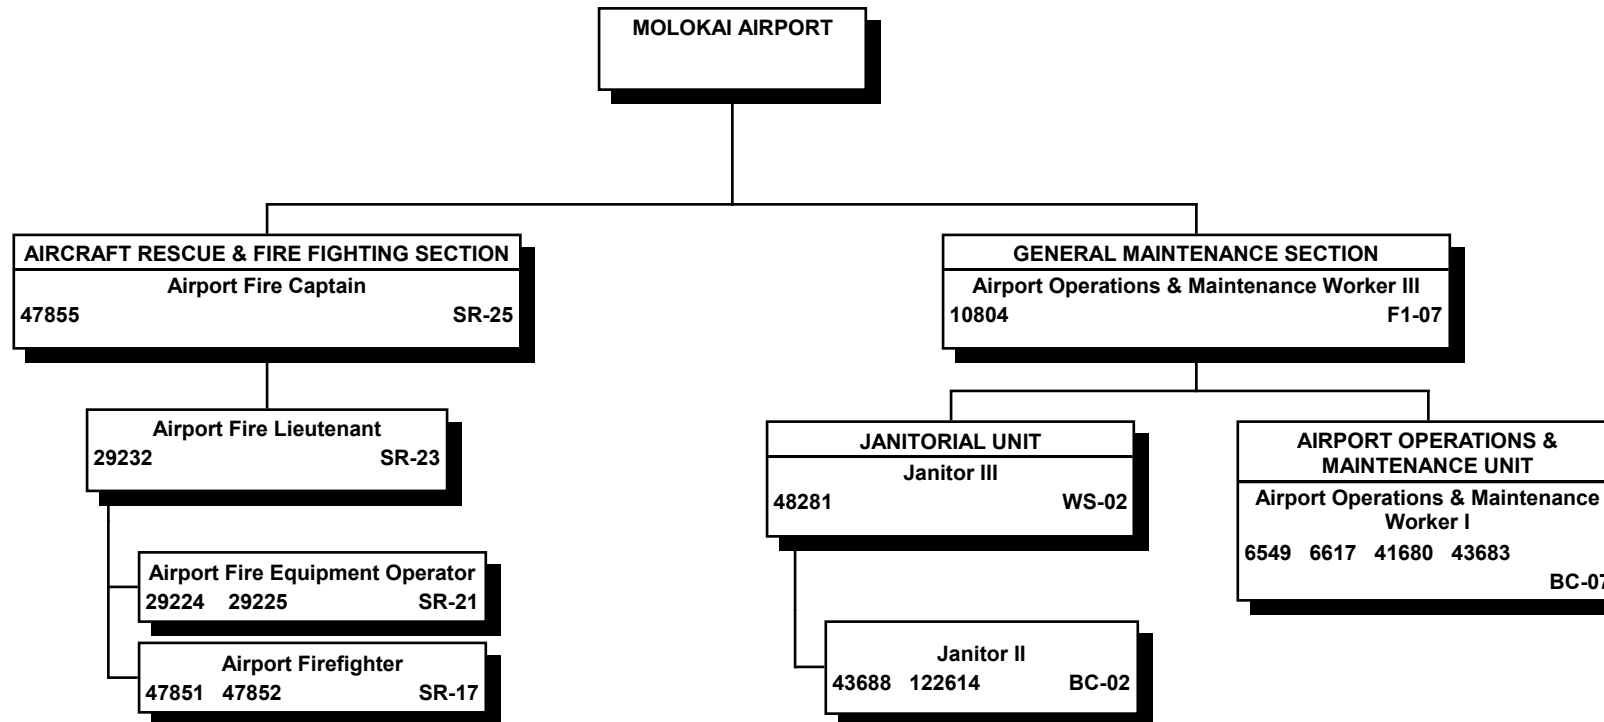 MOLOKAI AIRPORT
AIRCRAFT RESCUE & FIRE FIGHTING SECTION
Airport Fire Captain
47855 SR-25
Airport Fire Lieutenant
29232 SR-23
Airport Fire Equipment Operator
29224 29225 SR-21
Airport Firefighter
47851 47852 SR-17
GENERAL MAINTENANCE SECTION
Airport Operations & Maintenance Worker III
10804 F1-07
JANITORIAL UNIT
Janitor III
48281 WS-02
Janitor II
43688 122614 BC-02
AIRPORT OPERATIONS &
MAINTENANCE UNIT
Airport Operations & Maintenance
Worker I
6549 6617 41680 43683
BC-07